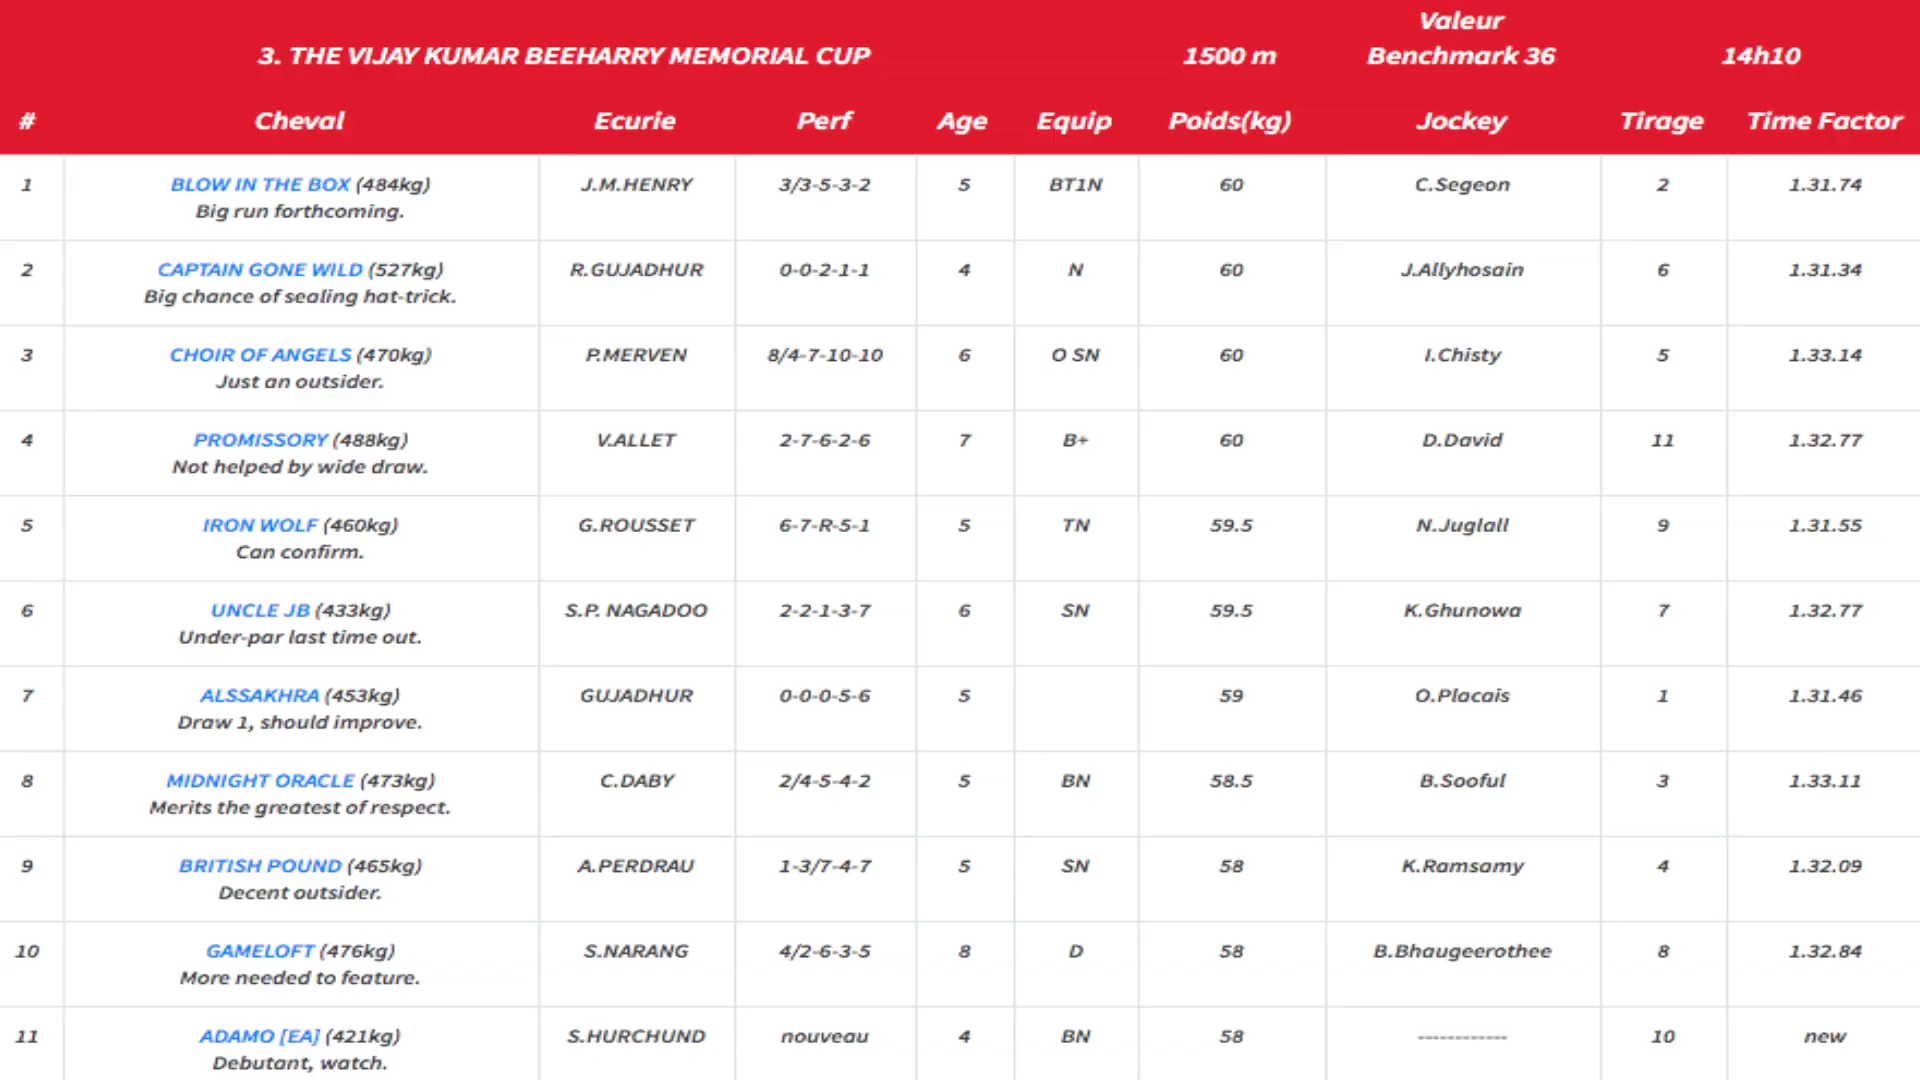 Valeur
3. THE VIJAY KUMAR BEEHARRY MEMORIAL CUP 1500 m Benchmark 36 14h10
# Cheval Ecurie Perf Age Equip Poids(kg) Jockey Tirage Time Factor
1 BLOW IN THE BOX (484kg) J.M.HENRY 3/3-5-3-2 5 BT1N 60 C.Segeon 2 1.31.74
Big run forthcoming.
2 CAPTAIN GONE WILD (527kg) R.GUJADHUR 0-0-2-1-1 4 N 60 J.Allyhosain 6 1.31.34
Big chance of sealing hat-trick.
3 CHOIR OF ANGELS (470kg) P.MERVEN 8/4-7-10-10 6 O SN 60 I.Chisty 5 1.33.14
Just an outsider.
4 PROMISSORY (488kg) V.ALLET 2-7-6-2-6 7 B+ 60 D.David 11 1.32.77
Not helped by wide draw.
5 IRON WOLF (460kg) G.ROUSSET 6-7-R-5-1 5 TN 59.5 N.Juglall 9 1.31.55
Can confirm.
6 UNCLE JB (433kg) S.P. NAGADOO 2-2-1-3-7 6 SN 59.5 K.Ghunowa 7 1.32.77
Under-par last time out.
7 ALSSAKHRA (453kg) GUJADHUR 0-0-0-5-6 5 59 O.Placais 1 1.31.46
Draw 1, should improve.
8 MIDNIGHT ORACLE (473kg) C.DABY 2/4-5-4-2 5 BN 58.5 B.Sooful 3 1.33.11
Merits the greatest of respect.
9 BRITISH POUND (465kg) A.PERDRAU 1-3/7-4-7 5 SN 58 K.Ramsamy 4 1.32.09
Decent outsider.
10 GAMELOFT (476kg) S.NARANG 4/2-6-3-5 8 D 58 B.Bhaugeerothee 8 1.32.84
More needed to feature.
11 ADAMO [EA] (421kg) S.HURCHUND nouveau 4 BN 58 ------------ 10 new
Debutant, watch.